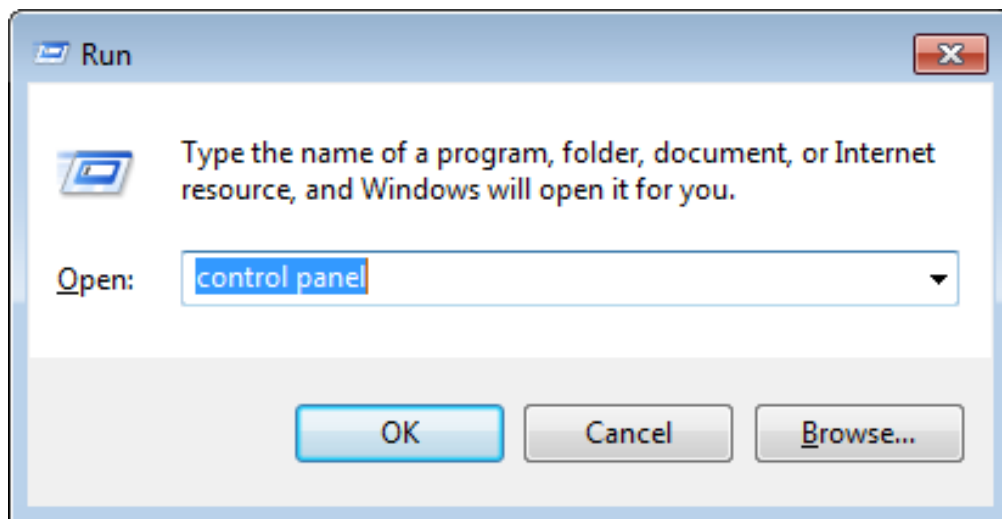 Run
Type the name of a program, folder, document, or Internet
resource, and Windows will open it for you.
Open: control panel
OK Cancel Browse...